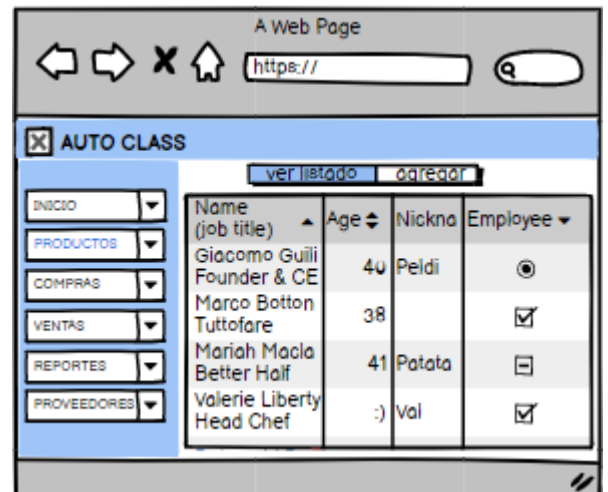 A Web Page
https://
AUTO CLASS
ver listado agregar
INICIO
PRODUCTOS
COMPRAS
VENTAS
REPORTES
PROVEEDORES
Name
(job title) Age Nickna Employee
Giacomo Guili
Founder & CE 40 Peldi
Marco Botton
Tuttofare 38
Mariah Macla
Better Half 41 Patata
Valerie Liberty
Head Chef :) Val